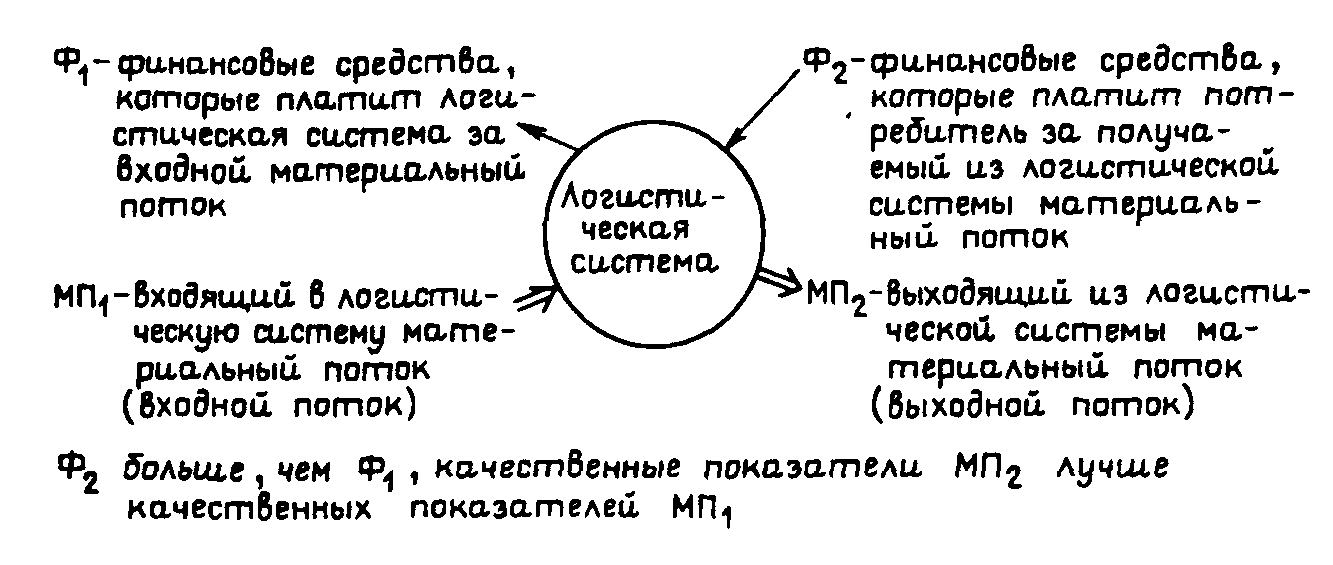 Ф₁-финансовые средства,
которые платит логи-
стическая система за
входной материальный
поток
Ф₂-финансовые средства,
которые платит пот-
ребитель за получа-
емый из логистической
системы материаль-
ный поток
Логисти-
ческая
система
МП₁-входящий в логисти-
ческую систему мате-
риальный поток
(входной поток)
МП₂-выходящий из логисти-
ческой системы ма-
териальный поток
(выходной поток)
Ф₂ больше, чем Ф₁, качественные показатели МП₂ лучше
качественных показателей МП₁